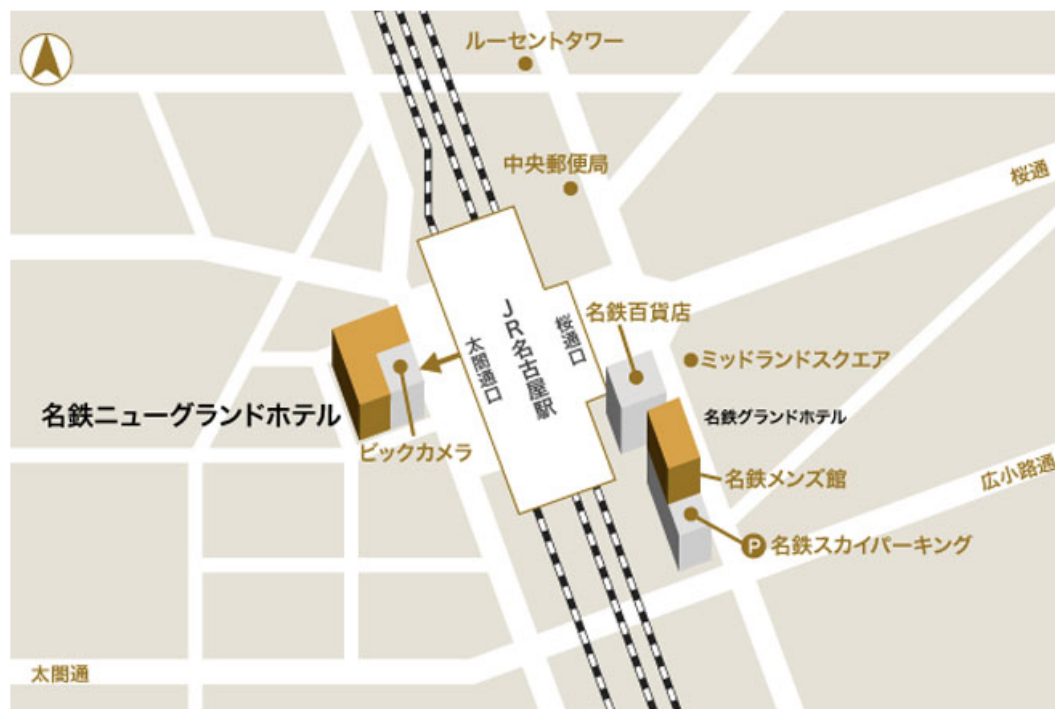 ルーセントタワー
中央郵便局
桜通
名鉄百貨店
JR名古屋駅
桜通口
太閤通口
ミッドランドスクエア
名鉄ニューグランドホテル
名鉄グランドホテル
ビックカメラ
名鉄メンズ館
広小路通
P 名鉄スカイパーキング
太閤通